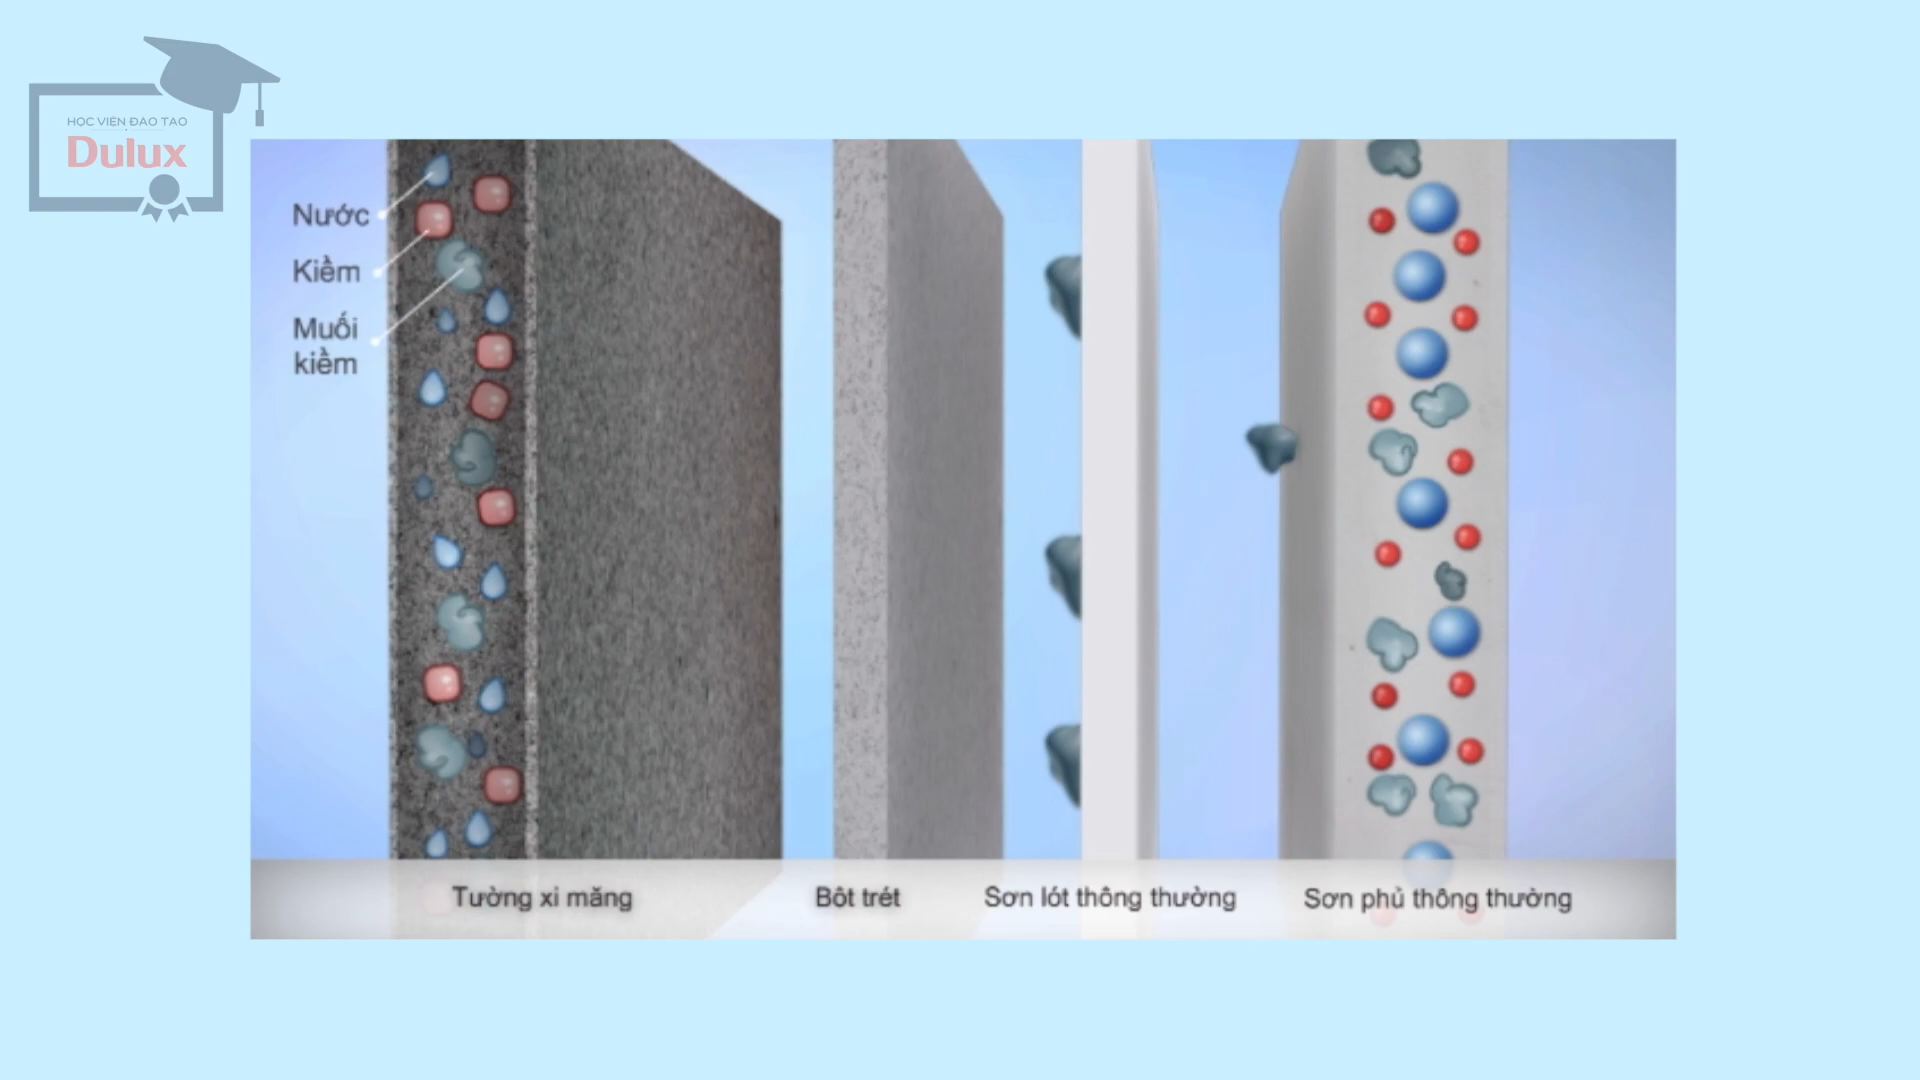 HỌC VIỆN ĐÀO TẠO
Dulux
Nước
Kiềm
Muối
kiềm
Tường xi măng
Bột trét
Sơn lót thông thường
Sơn phủ thông thường